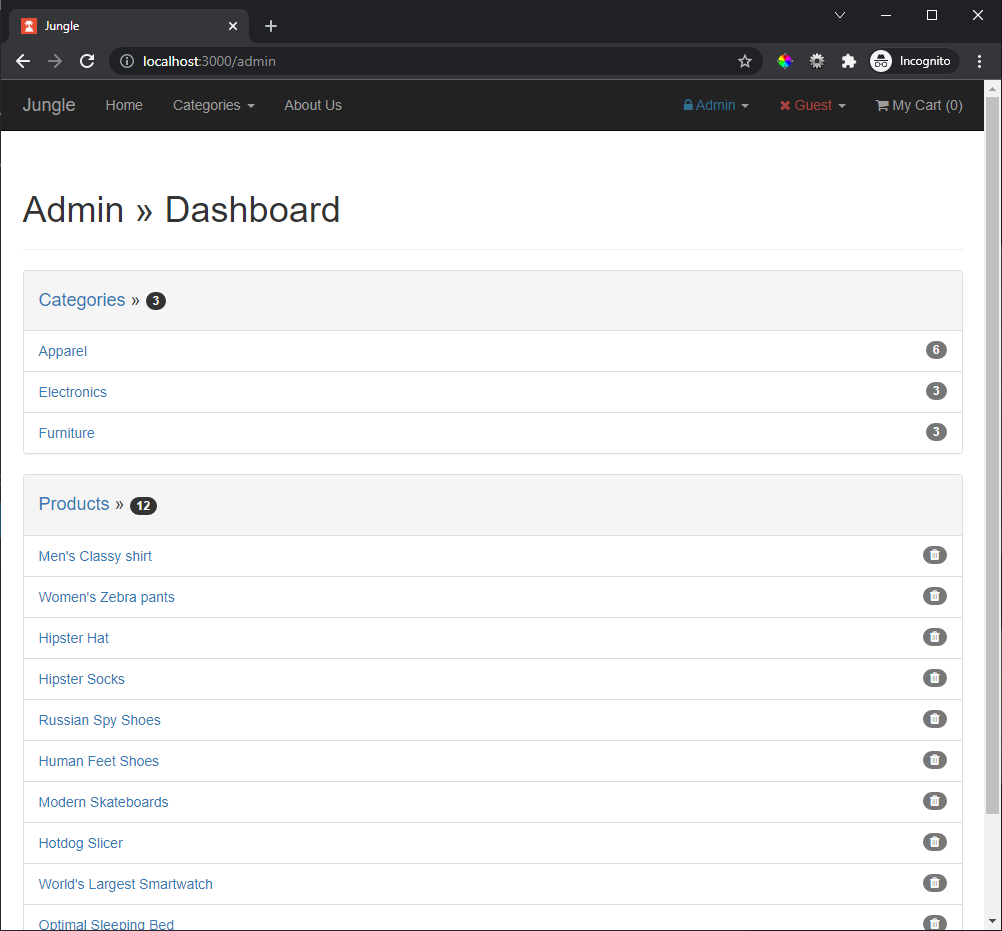 Jungle
localhost:3000/admin
Incognito
Jungle Home Categories About Us Admin Guest My Cart (0)
Admin » Dashboard
Categories » 3
Apparel 6
Electronics 3
Furniture 3
Products » 12
Men's Classy shirt
Women's Zebra pants
Hipster Hat
Hipster Socks
Russian Spy Shoes
Human Feet Shoes
Modern Skateboards
Hotdog Slicer
World's Largest Smartwatch
Optimal Sleeping Bed